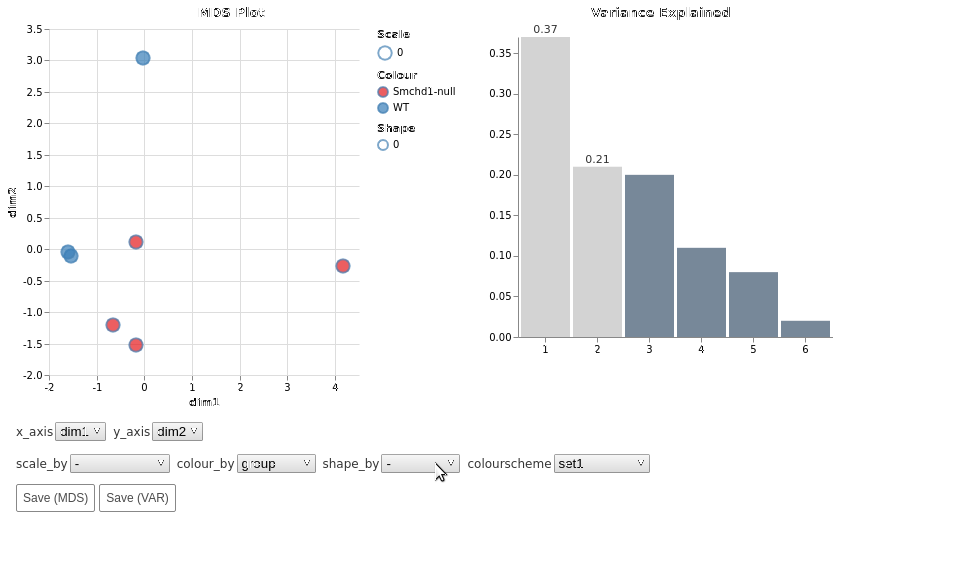 MDS Plot
3.5
3.0
2.5
2.0
1.5
1.0
0.5
0.0
-0.5
-1.0
-1.5
-2.0
dim2
-2 -1 0 1 2 3 4
dim1
Scale
0
Colour
Smchd1-null
WT
Shape
0
Variance Explained
0.37
0.21
0.35
0.30
0.25
0.20
0.15
0.10
0.05
0.00
1 2 3 4 5 6
x_axis dim1 y_axis dim2
scale_by - colour_by group shape_by - colourscheme set1
Save (MDS) Save (VAR)